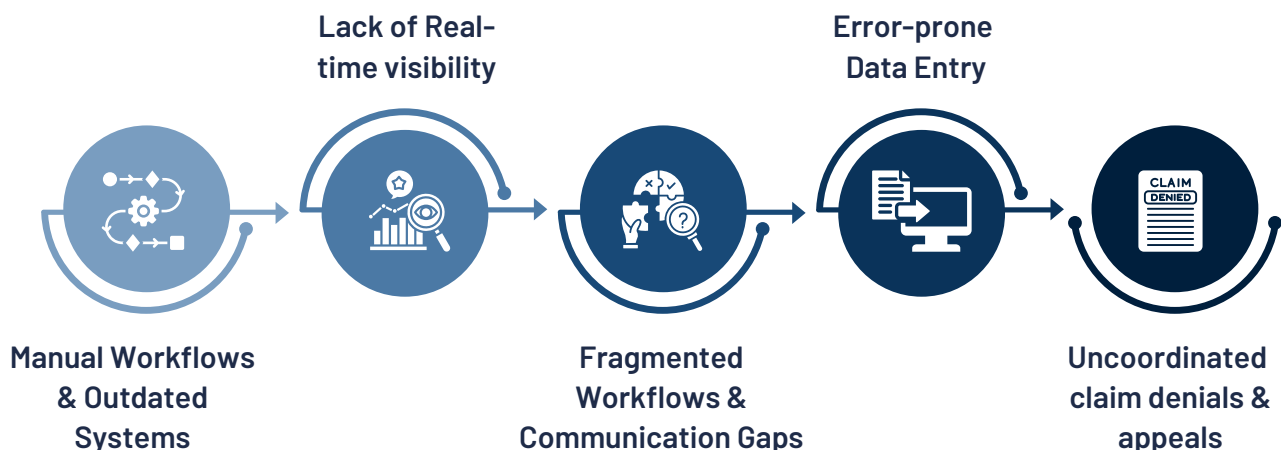 Manual Workflows
& Outdated
Systems
Lack of Real-
time visibility
Fragmented
Workflows &
Communication Gaps
Error-prone
Data Entry
CLAIM
DENIED
Uncoordinated
claim denials &
appeals